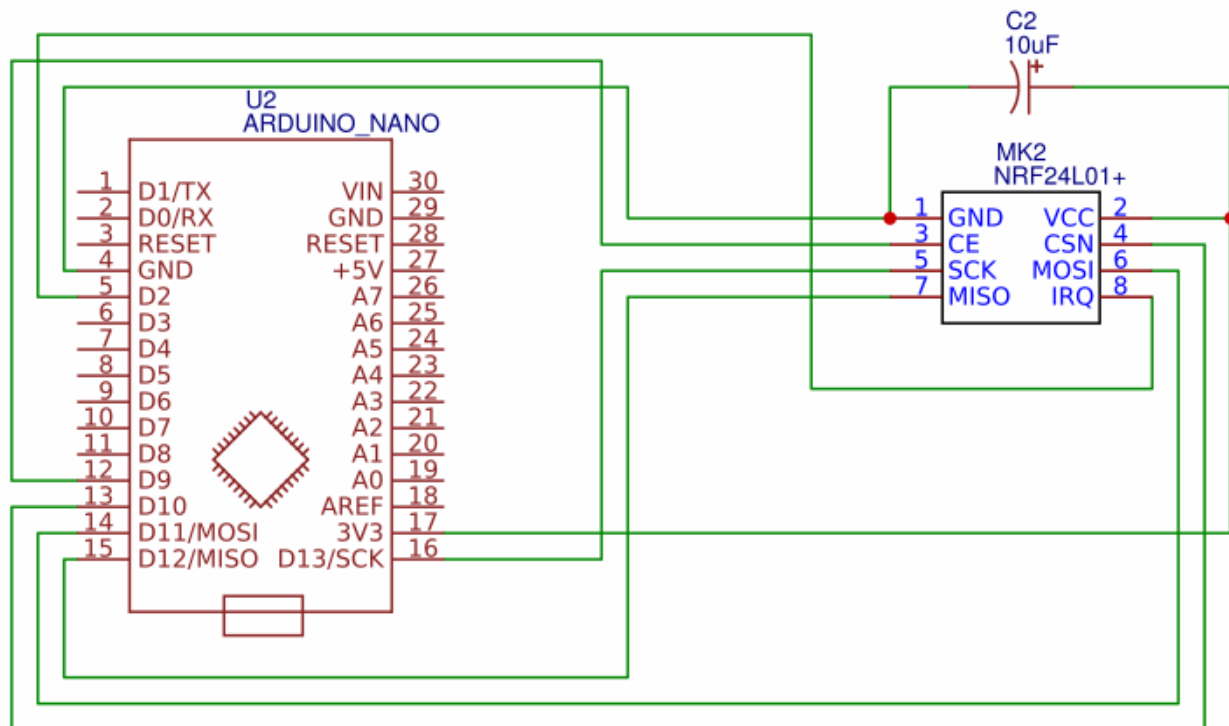 C2
10uF
U2
ARDUINO_NANO
1 D1/TX VIN 30
2 D0/RX GND 29
3 RESET RESET 28
4 GND +5V 27
5 D2 A7 26
6 D3 A6 25
7 D4 A5 24
8 D5 A4 23
9 D6 A3 22
10 D7 A2 21
11 D8 A1 20
12 D9 A0 19
13 D10 AREF 18
14 D11/MOSI 3V3 17
15 D12/MISO D13/SCK 16
+
MK2
NRF24L01+
1 GND VCC 2
3 CE CSN 4
5 SCK MOSI 6
7 MISO IRQ 8